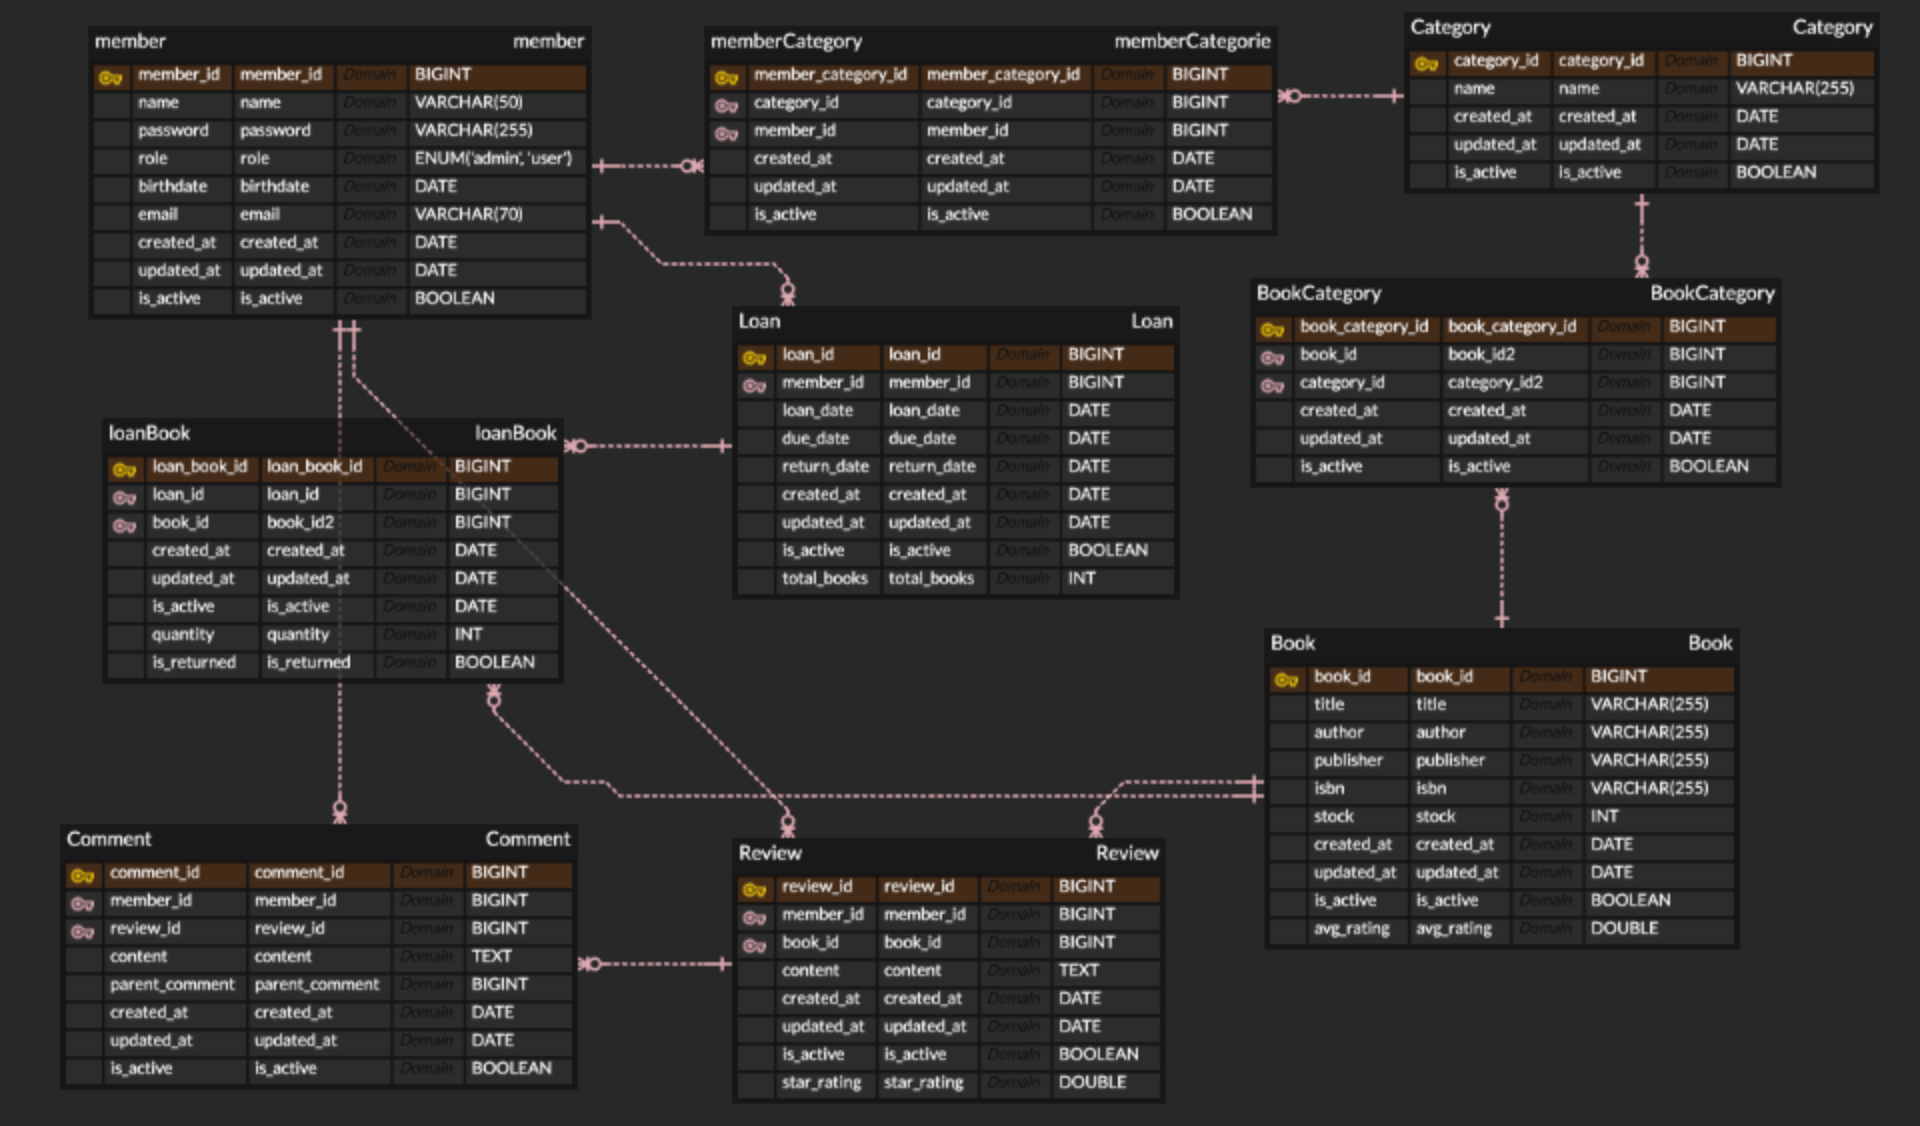 member member
member_id member_id Domain BIGINT
name name Domain VARCHAR(50)
password password Domain VARCHAR(255)
role role Domain ENUM('admin', 'user')
birthdate birthdate Domain DATE
email email Domain VARCHAR(70)
created_at created_at Domain DATE
updated_at updated_at Domain DATE
is_active is_active Domain BOOLEAN
memberCategory memberCategorie
member_category_id member_category_id Domain BIGINT
category_id category_id Domain BIGINT
member_id member_id Domain BIGINT
created_at created_at Domain DATE
updated_at updated_at Domain DATE
is_active is_active Domain BOOLEAN
Category Category
category_id category_id Domain BIGINT
name name Domain VARCHAR(255)
created_at created_at Domain DATE
updated_at updated_at Domain DATE
is_active is_active Domain BOOLEAN
Loan Loan
loan_id loan_id Domain BIGINT
member_id member_id Domain BIGINT
loan_date loan_date Domain DATE
due_date due_date Domain DATE
return_date return_date Domain DATE
created_at created_at Domain DATE
updated_at updated_at Domain DATE
is_active is_active Domain BOOLEAN
total_books total_books Domain INT
BookCategory BookCategory
book_category_id book_category_id Domain BIGINT
book_id book_id2 Domain BIGINT
category_id category_id2 Domain BIGINT
created_at created_at Domain DATE
updated_at updated_at Domain DATE
is_active is_active Domain BOOLEAN
loanBook loanBook
loan_book_id loan_book_id Domain BIGINT
loan_id loan_id Domain BIGINT
book_id book_id2 Domain BIGINT
created_at created_at Domain DATE
updated_at updated_at Domain DATE
is_active is_active Domain DATE
quantity quantity Domain INT
is_returned is_returned Domain BOOLEAN
Book Book
book_id book_id Domain BIGINT
title title Domain VARCHAR(255)
author author Domain VARCHAR(255)
publisher publisher Domain VARCHAR(255)
isbn isbn Domain VARCHAR(255)
stock stock Domain INT
created_at created_at Domain DATE
updated_at updated_at Domain DATE
is_active is_active Domain BOOLEAN
avg_rating avg_rating Domain DOUBLE
Comment Comment
comment_id comment_id Domain BIGINT
member_id member_id Domain BIGINT
review_id review_id Domain BIGINT
content content Domain TEXT
parent_comment parent_comment Domain BIGINT
created_at created_at Domain DATE
updated_at updated_at Domain DATE
is_active is_active Domain BOOLEAN
Review Review
review_id review_id Domain BIGINT
member_id member_id Domain BIGINT
book_id book_id Domain BIGINT
content content Domain TEXT
created_at created_at Domain DATE
updated_at updated_at Domain DATE
is_active is_active Domain BOOLEAN
star_rating star_rating Domain DOUBLE